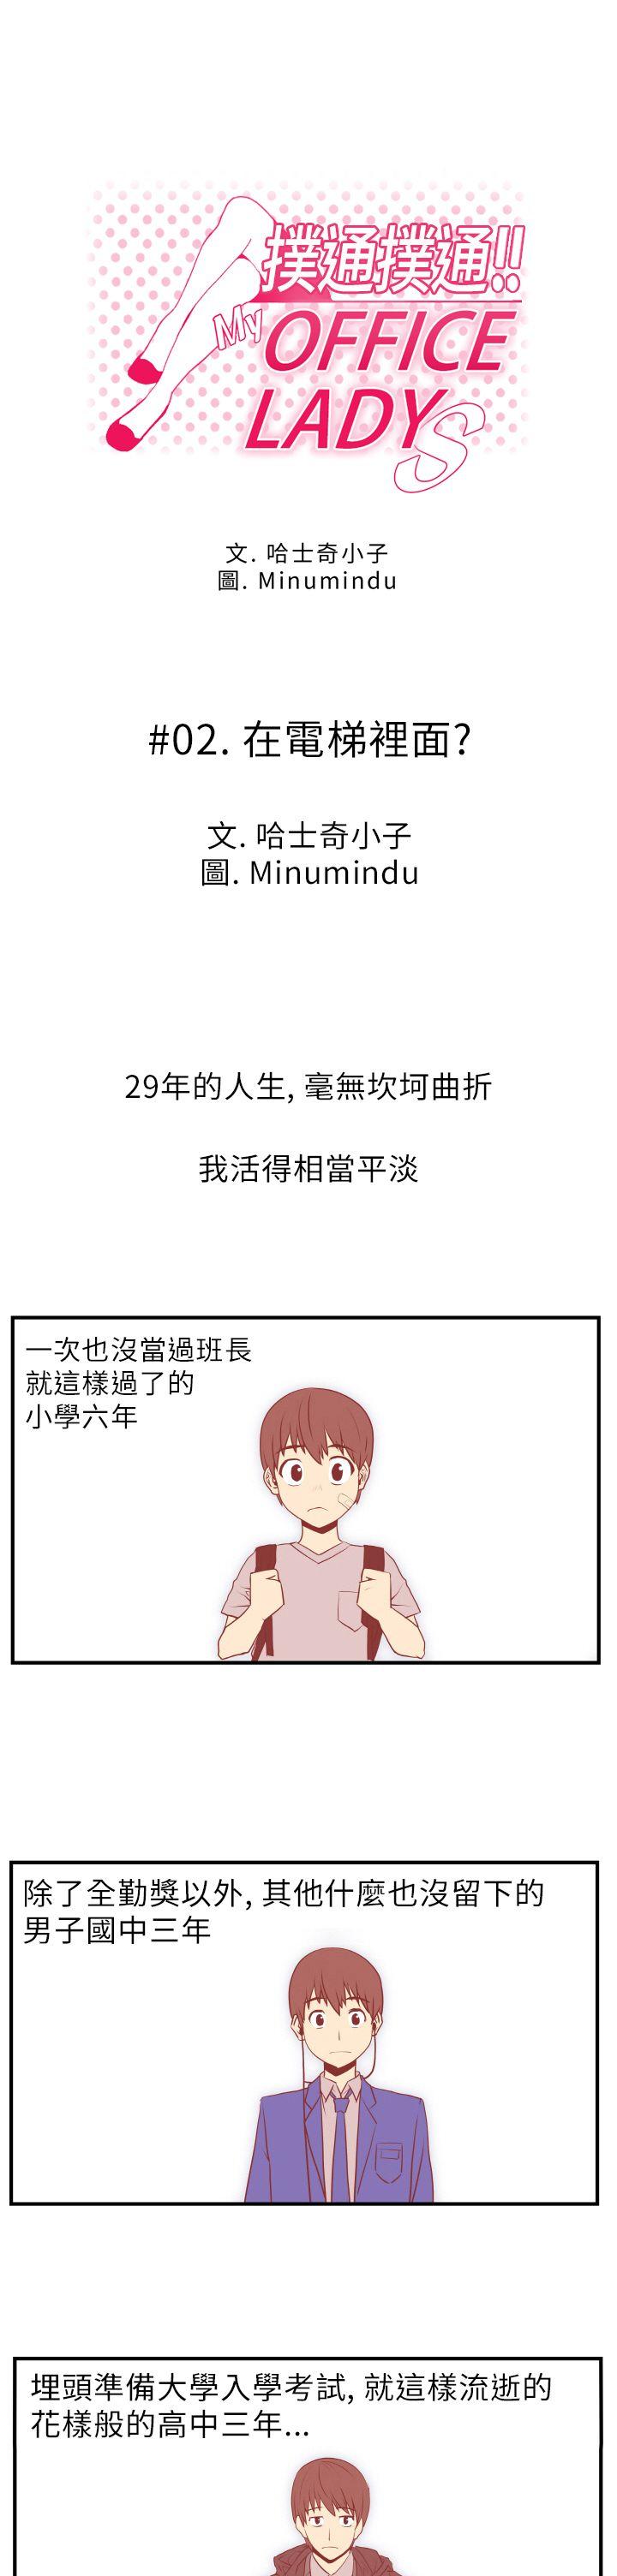 撲通撲通!!
My OFFICE
LADYS
文. 哈士奇小子
圖. Minumindu
#02. 在電梯裡面?
文. 哈士奇小子
圖. Minumindu
29年的人生, 毫無坎坷曲折
我活得相當平淡
一次也沒當過班長
就這樣過了的
小學六年
除了全勤獎以外, 其他什麼也沒留下的
男子國中三年
埋頭準備大學入學考試, 就這樣流逝的
花樣般的高中三年...